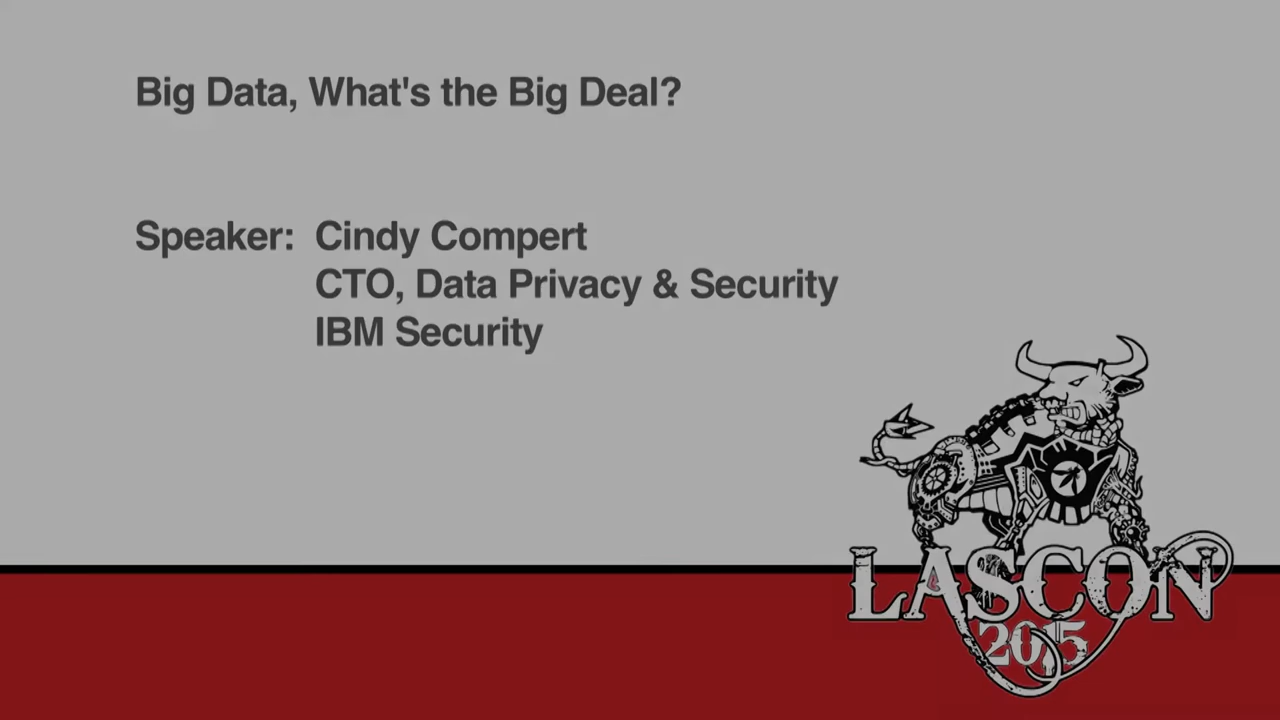 Big Data, What's the Big Deal?
Speaker: Cindy Compert
CTO, Data Privacy & Security
IBM Security
LASCON
2015